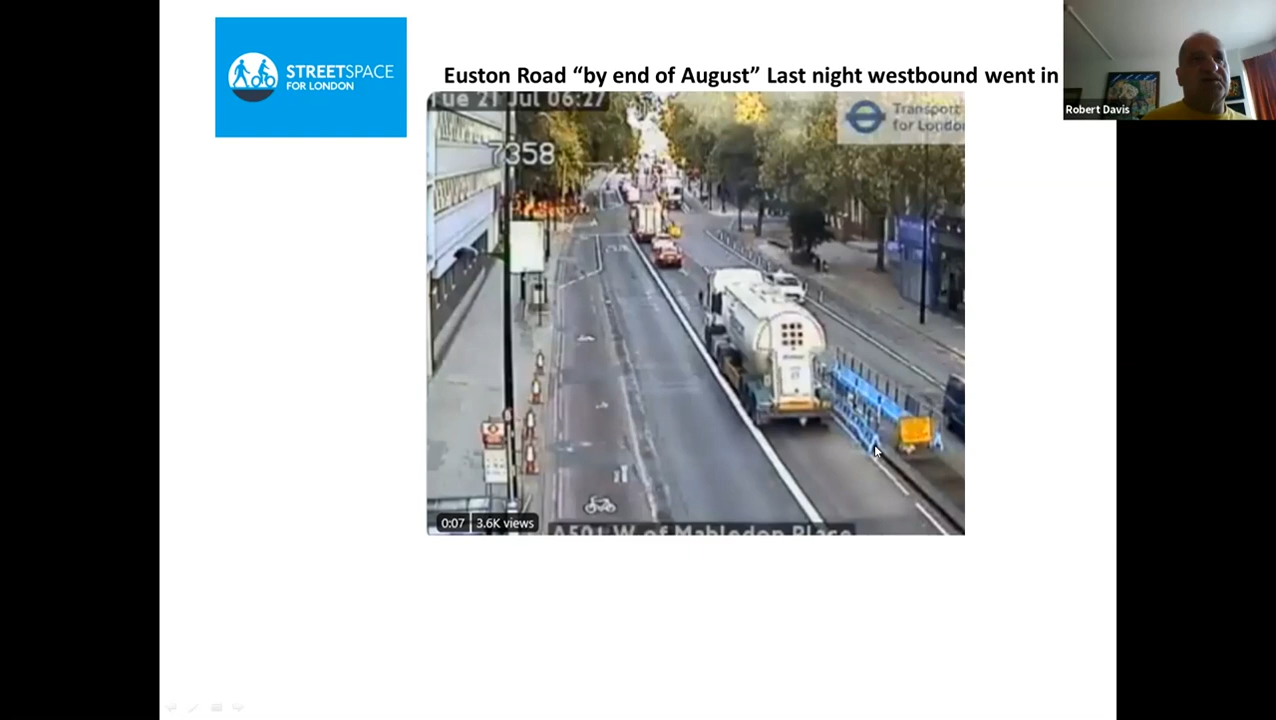 STREETSPACE
FOR LONDON
Euston Road “by end of August” Last night westbound went in
Robert Davis
Tue 21 Jul 06:27
Transport
for London
7358
0:07 3.6K views
A501 W of Mabledon Place